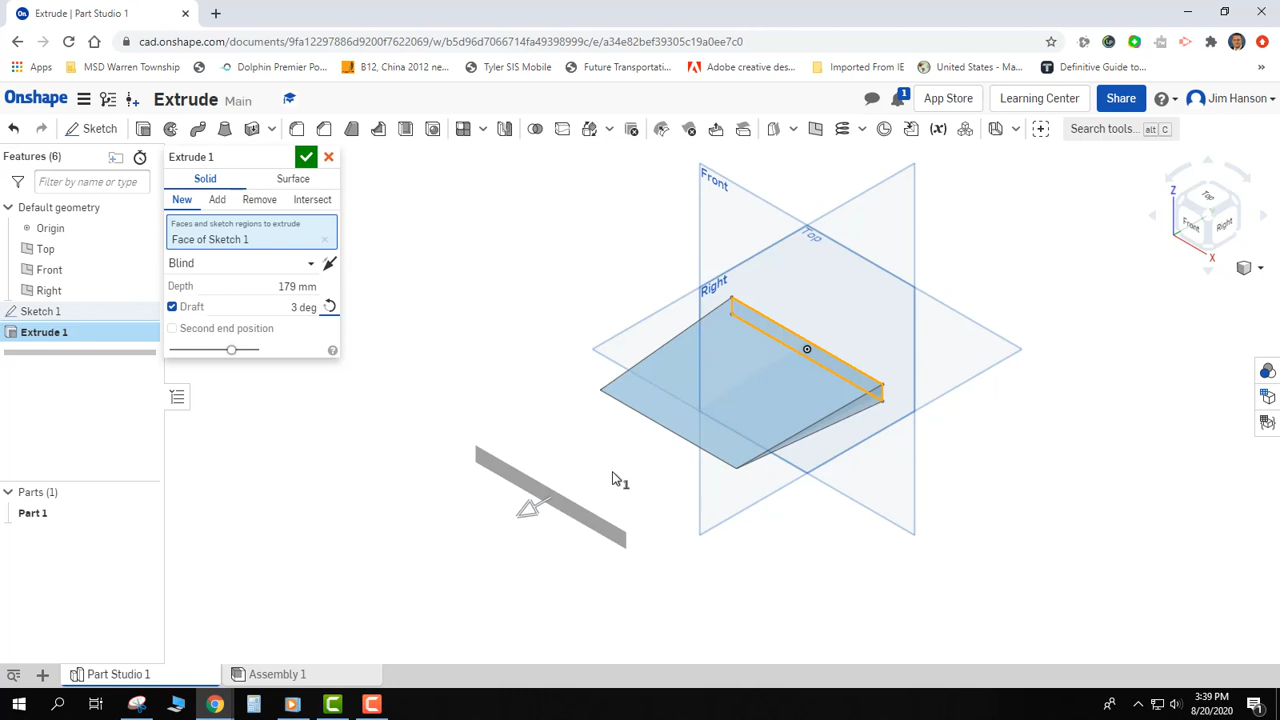 Extrude | Part Studio 1
cad.onshape.com/documents/9fa12297886d9200f7622069/w/b5d96d7066714fa49398999c/e/a34e82bef39305c19a0ee7c0
Apps
MSD Warren Township
Dolphin Premier Po...
B12, China 2012 ne...
Tyler SIS Mobile
Future Transportati...
Adobe creative des...
Imported From IE
United States - Ma...
Definitive Guide to...
Onshape
Extrude Main
1
App Store
Learning Center
Share
Jim Hanson
Sketch
Search tools... alt C
Features (6)
Filter by name or type
Default geometry
Origin
Top
Front
Right
Sketch 1
Extrude 1
Parts (1)
Part 1
Extrude 1
Solid
Surface
New
Add
Remove
Intersect
Faces and sketch regions to extrude
Face of Sketch 1
Blind
Depth 179 mm
Draft 3 deg
Second end position
Front
Top
Right
1
Z
Top
Front
Right
X
Part Studio 1
Assembly 1
3:39 PM
8/20/2020
1